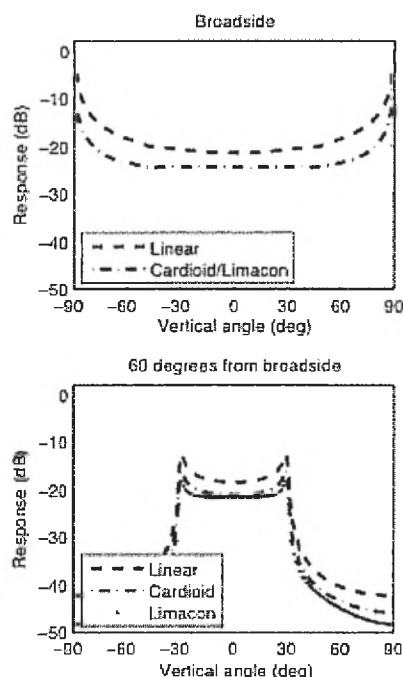 Broadside
0
−10
−20
−30
−40
−50
Response (dB)
Linear
Cardioid/Limacon
−90 −60 −30 0 30 60 90
Vertical angle (deg)
60 degrees from broadside
0
−10
−20
−30
−40
−50
Response (dB)
Linear
Cardioid
Limacon
−90 −60 −30 0 30 60 90
Vertical angle (deg)